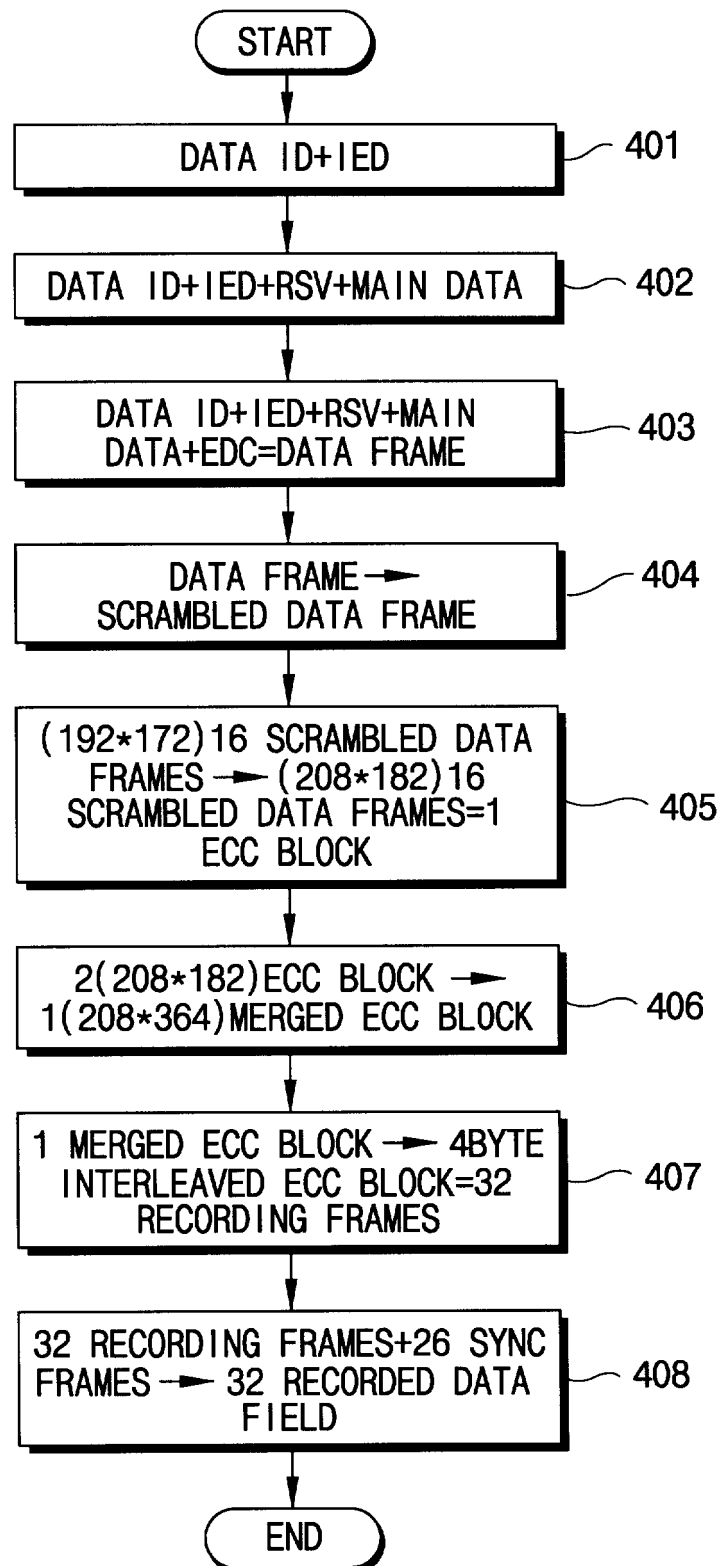 START
DATA ID+IED
401
DATA ID+IED+RSV+MAIN DATA
402
DATA ID+IED+RSV+MAIN
DATA+EDC=DATA FRAME
403
DATA FRAME →
SCRAMBLED DATA FRAME
404
(192*172)16 SCRAMBLED DATA
FRAMES → (208*182)16
SCRAMBLED DATA FRAMES=1
ECC BLOCK
405
2(208*182)ECC BLOCK →
1(208*364)MERGED ECC BLOCK
406
1 MERGED ECC BLOCK → 4BYTE
INTERLEAVED ECC BLOCK=32
RECORDING FRAMES
407
32 RECORDING FRAMES+26 SYNC
FRAMES → 32 RECORDED DATA
FIELD
408
END